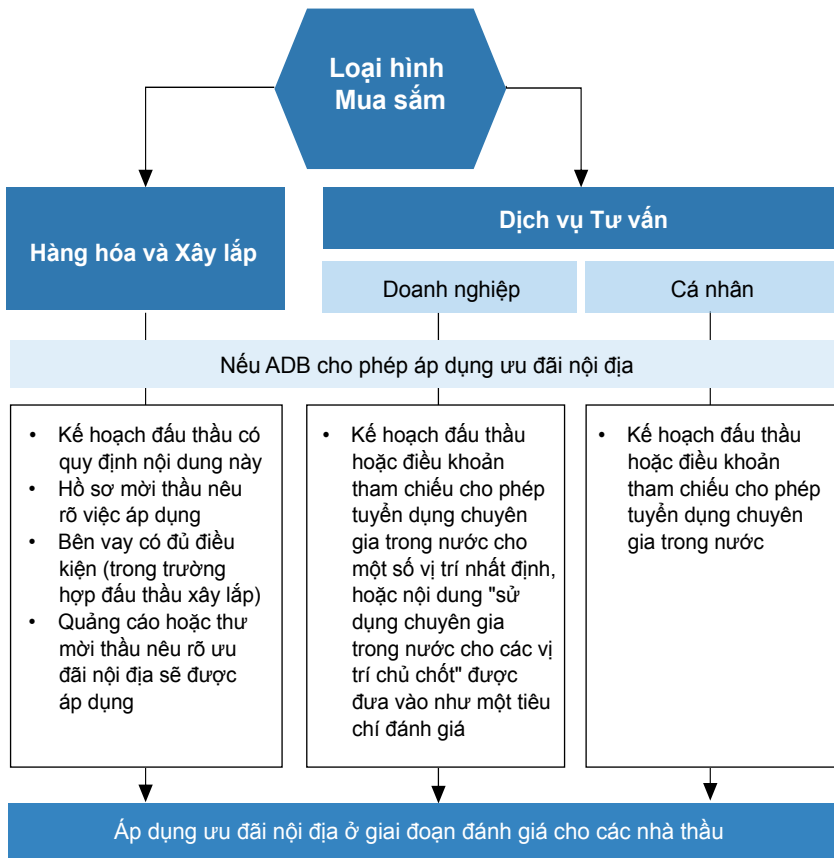 Loại hình
Mua sắm
Hàng hóa và Xây lắp
Dịch vụ Tư vấn
Doanh nghiệp
Cá nhân
Nếu ADB cho phép áp dụng ưu đãi nội địa
• Kế hoạch đấu thầu có
quy định nội dung này
• Hồ sơ mời thầu nêu
rõ việc áp dụng
• Bên vay có đủ điều
kiện (trong trường
hợp đấu thầu xây lắp)
• Quảng cáo hoặc thư
mời thầu nêu rõ ưu
đãi nội địa sẽ được
áp dụng
• Kế hoạch đấu thầu
hoặc điều khoản
tham chiếu cho phép
tuyển dụng chuyên
gia trong nước cho
một số vị trí nhất định,
hoặc nội dung "sử
dụng chuyên gia
trong nước cho các vị
trí chủ chốt" được
đưa vào như một tiêu
chí đánh giá
• Kế hoạch đấu thầu
hoặc điều khoản
tham chiếu cho phép
tuyển dụng chuyên
gia trong nước
Áp dụng ưu đãi nội địa ở giai đoạn đánh giá cho các nhà thầu